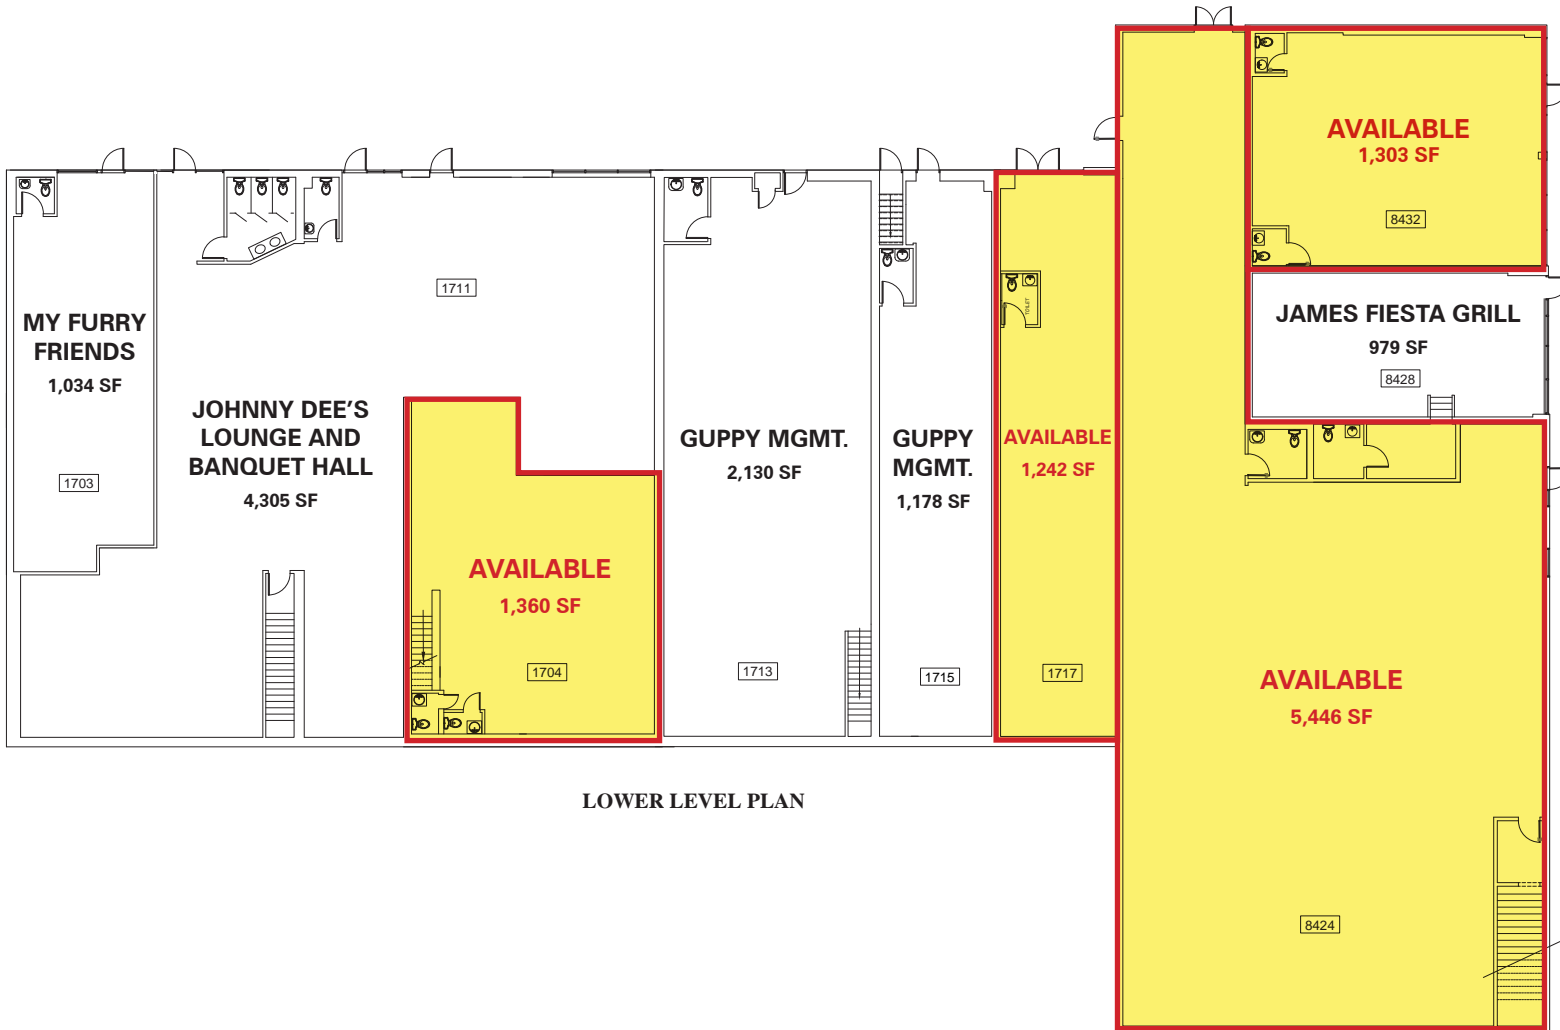 MY FURRY
FRIENDS
1,034 SF
1703
JOHNNY DEE’S
LOUNGE AND
BANQUET HALL
4,305 SF
1711
AVAILABLE
1,360 SF
1704
GUPPY MGMT.
2,130 SF
1713
GUPPY
MGMT.
1,178 SF
1715
TOILET
AVAILABLE
1,242 SF
1717
AVAILABLE
1,303 SF
8432
JAMES FIESTA GRILL
979 SF
8428
AVAILABLE
5,446 SF
8424
LOWER LEVEL PLAN